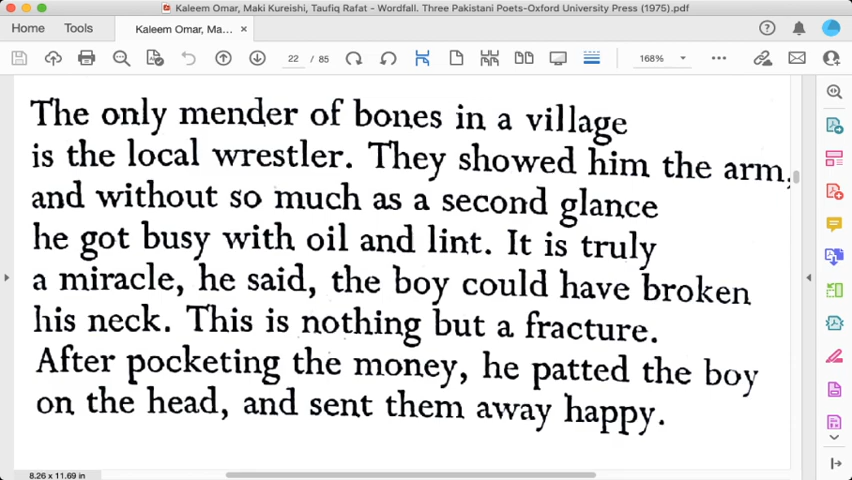 Kaleem Omar, Maki Kureishi, Taufiq Rafat - Wordfall. Three Pakistani Poets-Oxford University Press (1975).pdf
Home Tools Kaleem Omar, Ma... ×
22 / 85 168%
The only mender of bones in a village
is the local wrestler. They showed him the arm,
and without so much as a second glance
he got busy with oil and lint. It is truly
a miracle, he said, the boy could have broken
his neck. This is nothing but a fracture.
After pocketing the money, he patted the boy
on the head, and sent them away happy.
8.26 x 11.69 in